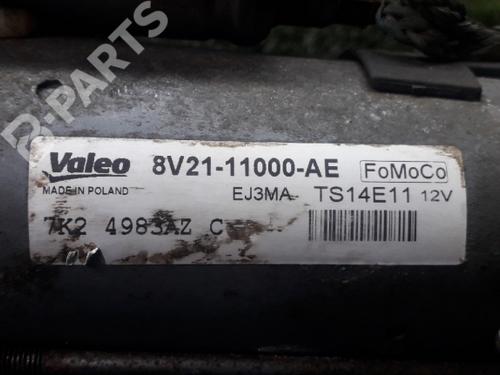 B-PARTS
Valeo 8V21-11000-AE FoMoCo
MADE IN POLAND EJ3MA TS14E11 12V
7K2 4983AZ C